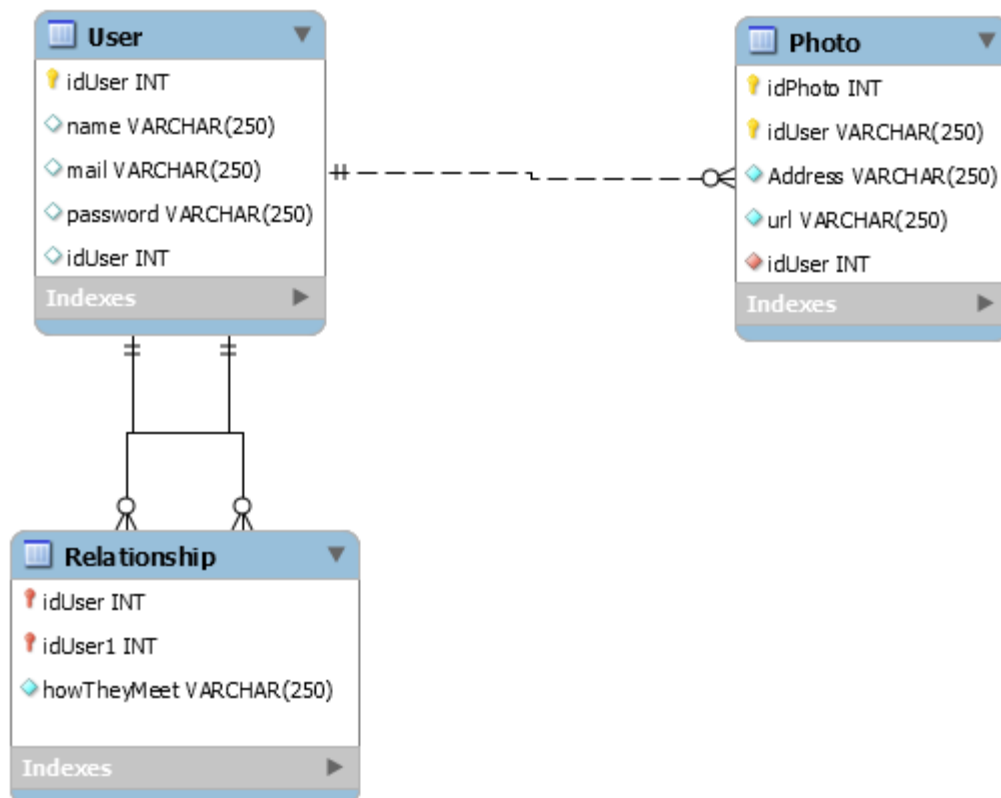 User
idUser INT
name VARCHAR(250)
mail VARCHAR(250)
password VARCHAR(250)
idUser INT
Indexes
Photo
idPhoto INT
idUser VARCHAR(250)
Address VARCHAR(250)
url VARCHAR(250)
idUser INT
Indexes
Relationship
idUser INT
idUser1 INT
howTheyMeet VARCHAR(250)
Indexes